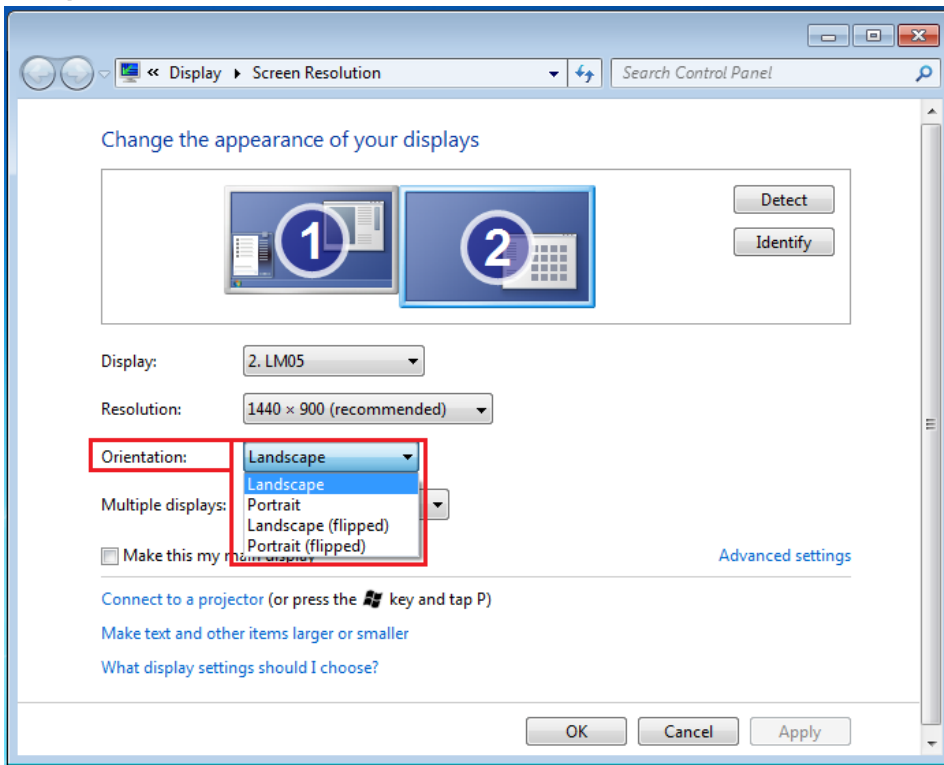 « Display ▸ Screen Resolution
Search Control Panel
Change the appearance of your displays
1
2
Detect
Identify
Display: 2. LM05
Resolution: 1440 × 900 (recommended)
Orientation: Landscape
Landscape
Multiple displays: Portrait
Landscape (flipped)
Portrait (flipped)
Make this my main display Advanced settings
Connect to a projector (or press the key and tap P)
Make text and other items larger or smaller
What display settings should I choose?
OK Cancel Apply